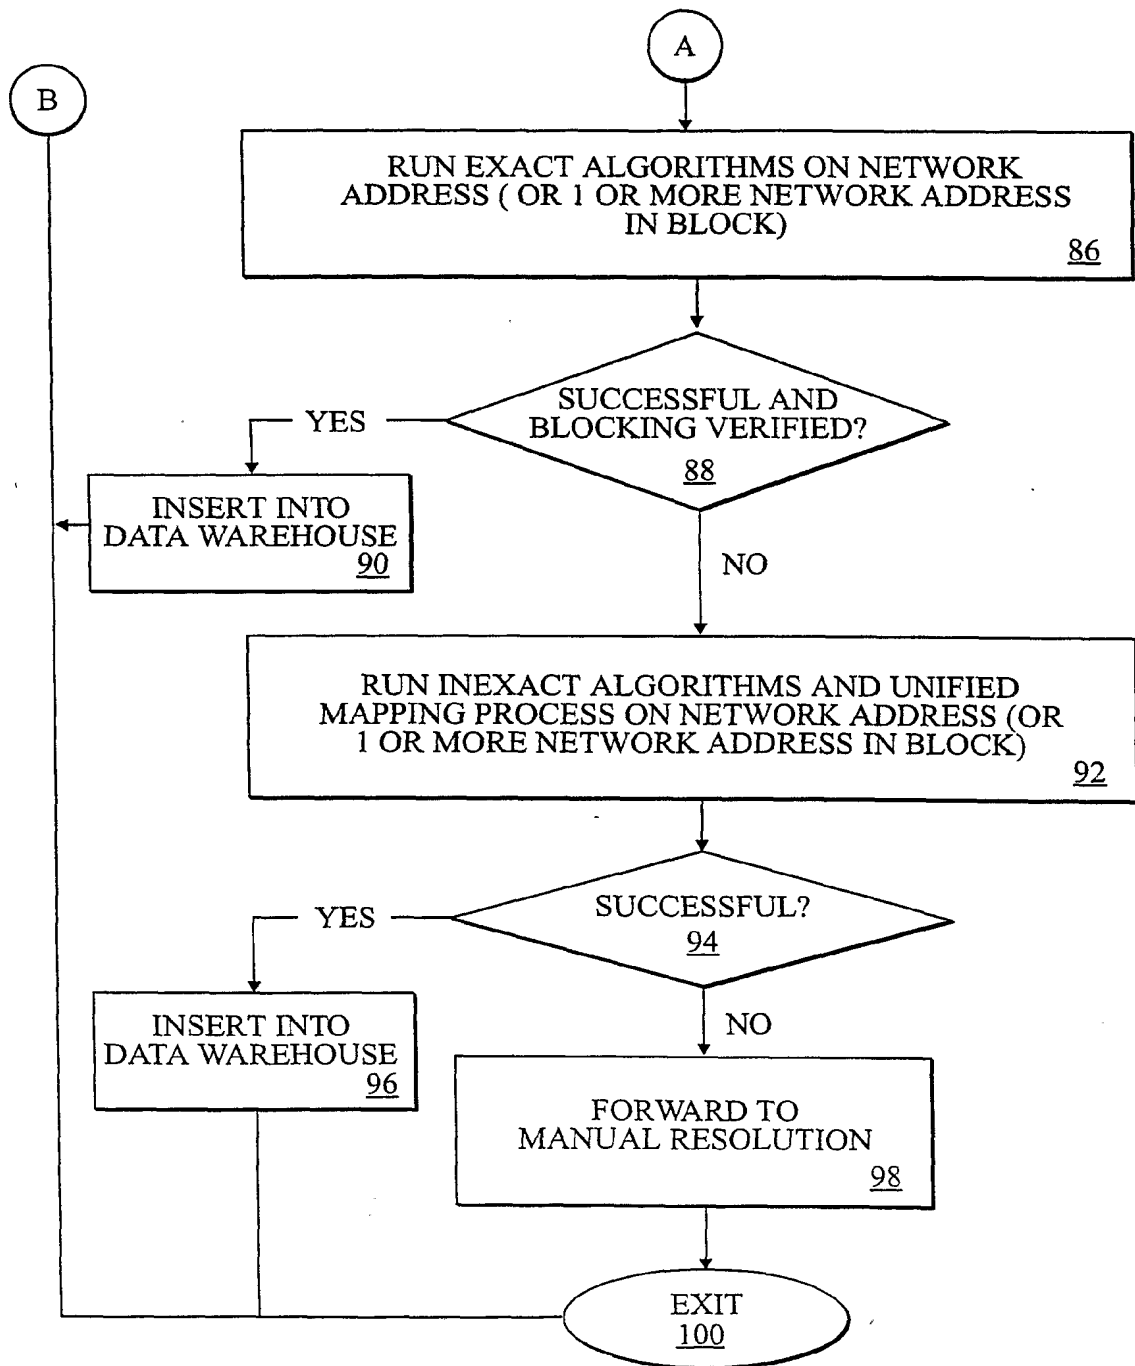 A
B
RUN EXACT ALGORITHMS ON NETWORK
ADDRESS ( OR 1 OR MORE NETWORK ADDRESS
IN BLOCK)
86
SUCCESSFUL AND
BLOCKING VERIFIED?
88
YES
INSERT INTO
DATA WAREHOUSE
90
NO
RUN INEXACT ALGORITHMS AND UNIFIED
MAPPING PROCESS ON NETWORK ADDRESS (OR
1 OR MORE NETWORK ADDRESS IN BLOCK)
92
SUCCESSFUL?
94
YES
INSERT INTO
DATA WAREHOUSE
96
NO
FORWARD TO
MANUAL RESOLUTION
98
EXIT
100